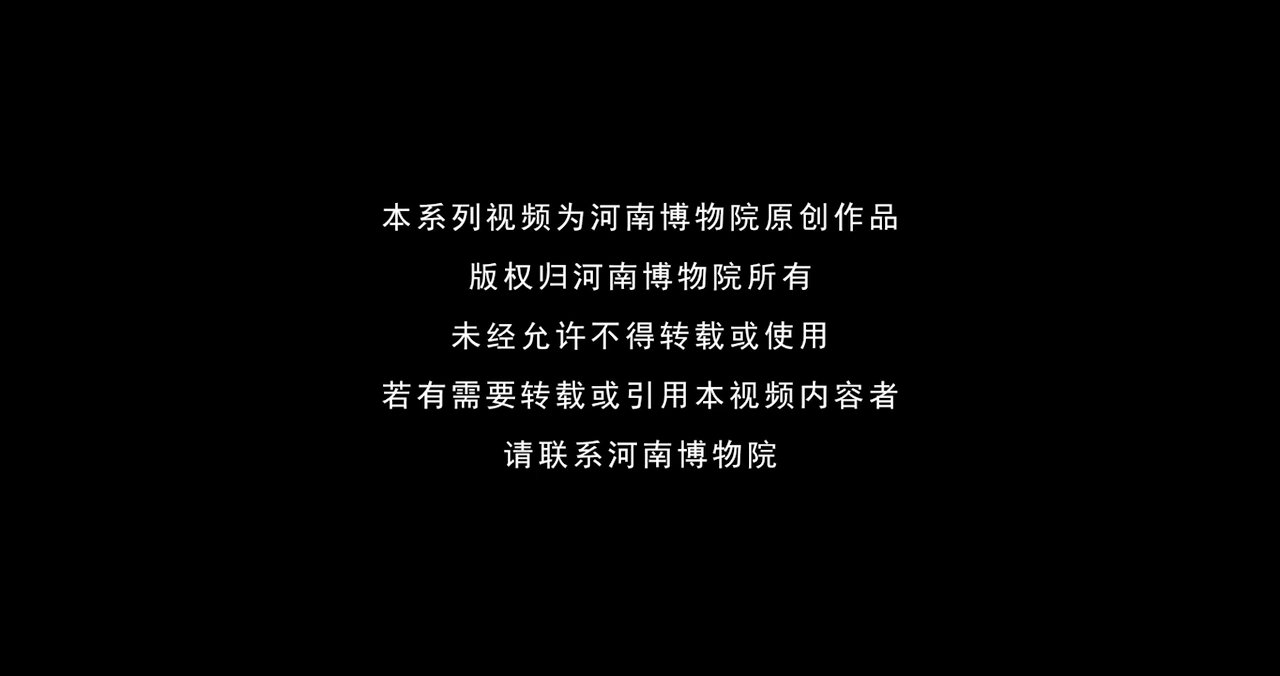 本系列视频为河南博物院原创作品
版权归河南博物院所有
未经允许不得转载或使用
若有需要转载或引用本视频内容者
请联系河南博物院